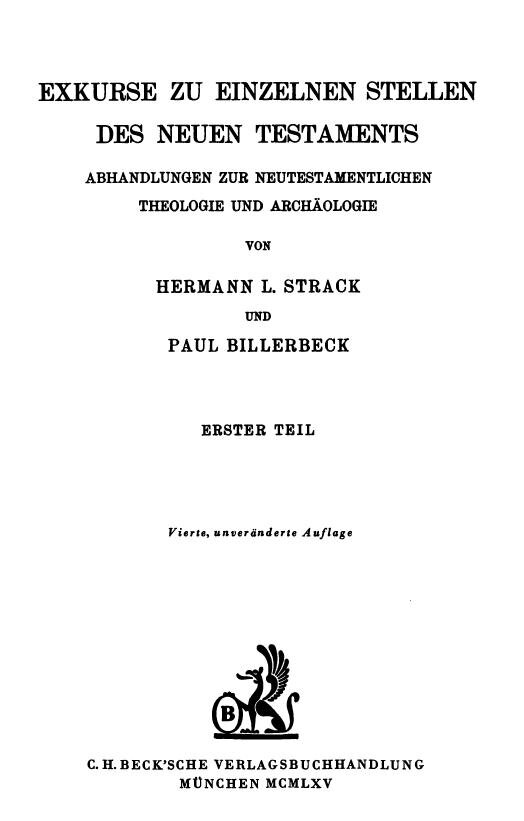 EXKURSE ZU EINZELNEN STELLEN
DES NEUEN TESTAMENTS
ABHANDLUNGEN ZUR NEUTESTAMENTLICHEN
THEOLOGIE UND ARCHÄOLOGIE
VON
HERMANN L. STRACK
UND
PAUL BILLERBECK
ERSTER TEIL
Vierte, unveränderte Auflage
B
C. H. BECK'SCHE VERLAGSBUCHHANDLUNG
MÜNCHEN MCMLXV